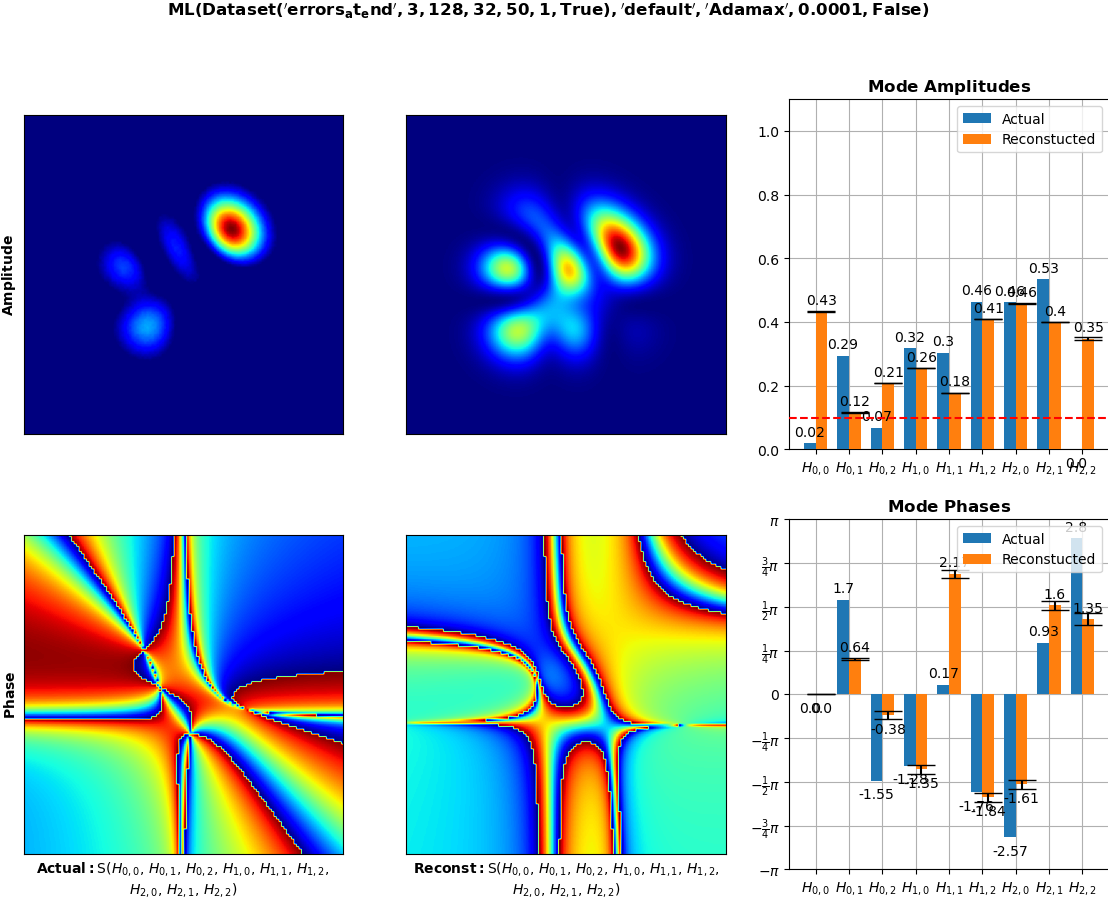 ML(Dataset('errors_at_end', 3, 128, 32, 50, 1, True), 'default', 'Adamax', 0.0001, False)
Mode Amplitudes
Amplitude
1.0
0.8
0.6
0.4
0.2
0.0
Actual
Reconstucted
0.02
0.43
0.29
0.12
0.07
0.21
0.32
0.26
0.3
0.18
0.46
0.41
0.46
0.46
0.53
0.4
0.0
0.35
H0,0 H0,1 H0,2 H1,0 H1,1 H1,2 H2,0 H2,1 H2,2
Mode Phases
Phase
π
3/4π
1/2π
1/4π
0
−1/4π
−1/2π
−3/4π
−π
Actual
Reconstucted
0.0
0.0
1.7
0.64
-1.55
-0.38
-1.28
-1.35
0.17
-1.76
-1.84
-2.57
-1.61
0.93
1.6
2.8
1.35
H0,0 H0,1 H0,2 H1,0 H1,1 H1,2 H2,0 H2,1 H2,2
Actual: S(H0,0, H0,1, H0,2, H1,0, H1,1, H1,2,
H2,0, H2,1, H2,2)
Reconst: S(H0,0, H0,1, H0,2, H1,0, H1,1, H1,2,
H2,0, H2,1, H2,2)